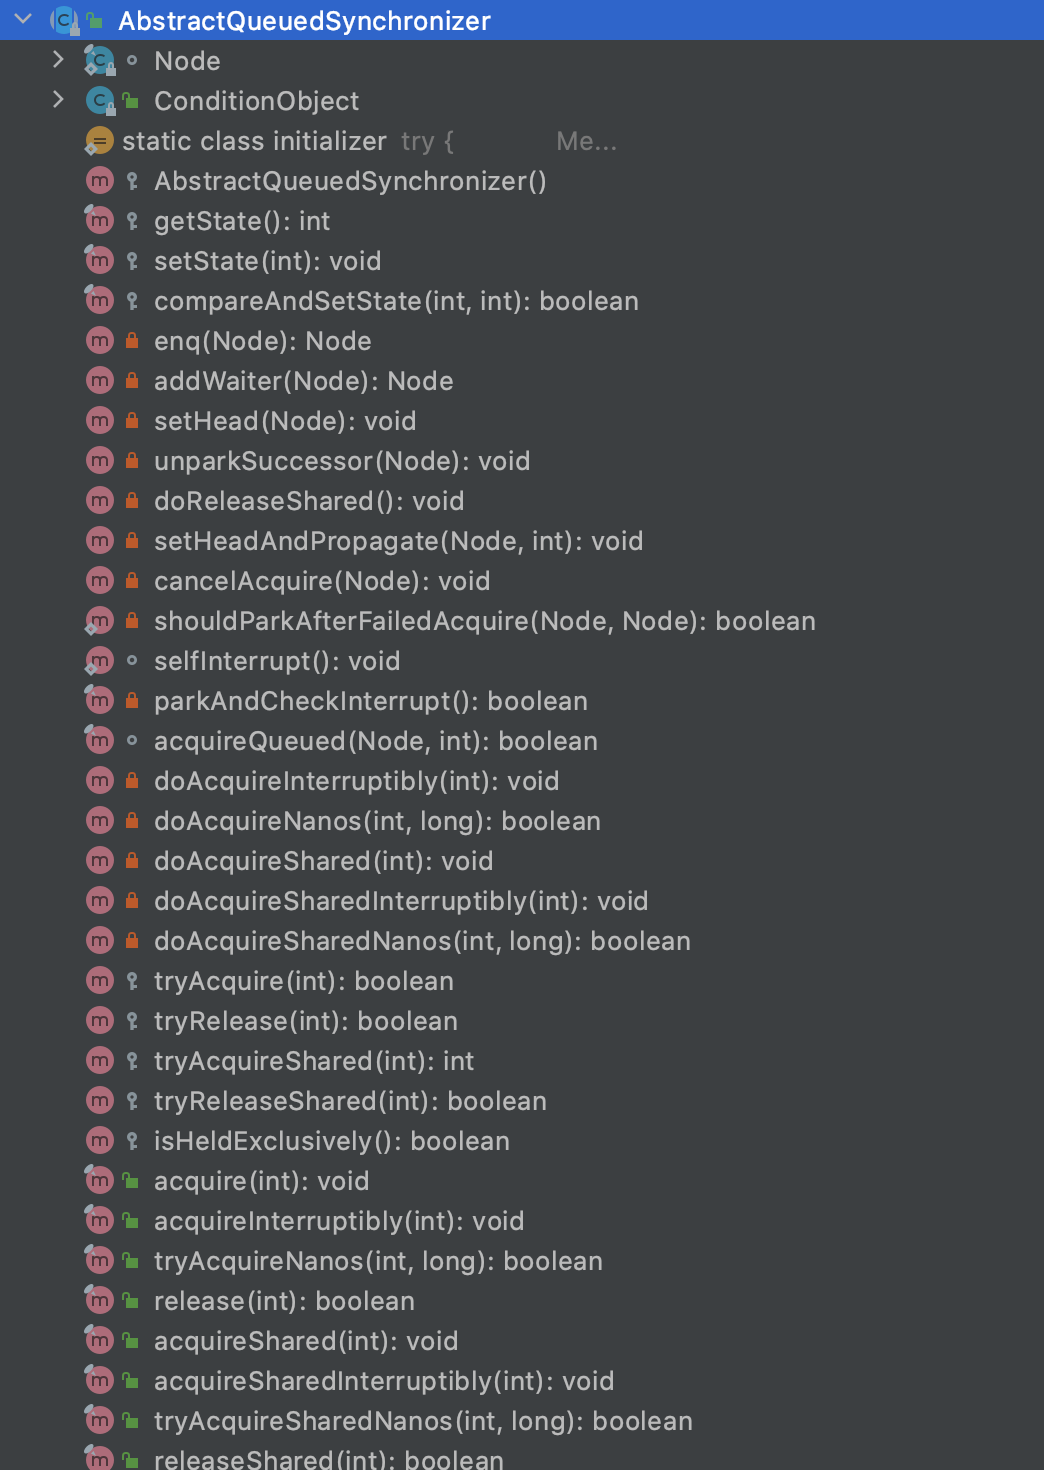 AbstractQueuedSynchronizer
Node
ConditionObject
static class initializer try { Me...
AbstractQueuedSynchronizer()
getState(): int
setState(int): void
compareAndSetState(int, int): boolean
enq(Node): Node
addWaiter(Node): Node
setHead(Node): void
unparkSuccessor(Node): void
doReleaseShared(): void
setHeadAndPropagate(Node, int): void
cancelAcquire(Node): void
shouldParkAfterFailedAcquire(Node, Node): boolean
selfInterrupt(): void
parkAndCheckInterrupt(): boolean
acquireQueued(Node, int): boolean
doAcquireInterruptibly(int): void
doAcquireNanos(int, long): boolean
doAcquireShared(int): void
doAcquireSharedInterruptibly(int): void
doAcquireSharedNanos(int, long): boolean
tryAcquire(int): boolean
tryRelease(int): boolean
tryAcquireShared(int): int
tryReleaseShared(int): boolean
isHeldExclusively(): boolean
acquire(int): void
acquireInterruptibly(int): void
tryAcquireNanos(int, long): boolean
release(int): boolean
acquireShared(int): void
acquireSharedInterruptibly(int): void
tryAcquireSharedNanos(int, long): boolean
releaseShared(int): boolean